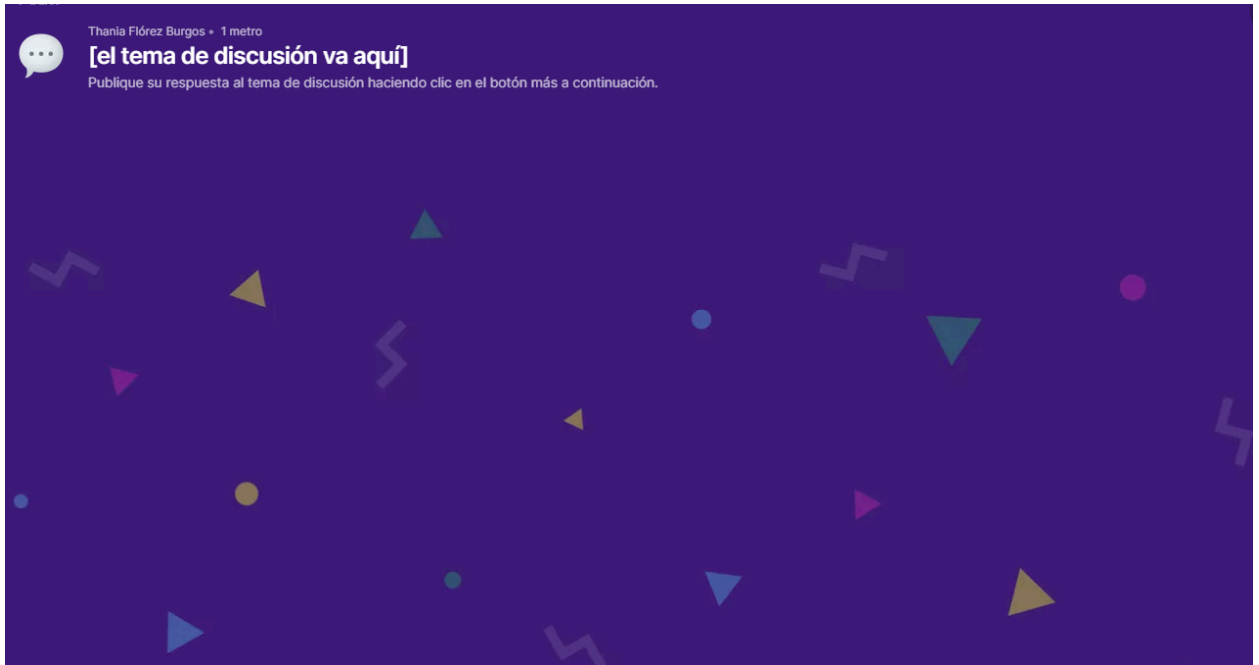 Thania Flórez Burgos • 1 metro
[el tema de discusión va aquí]
Publique su respuesta al tema de discusión haciendo clic en el botón más a continuación.